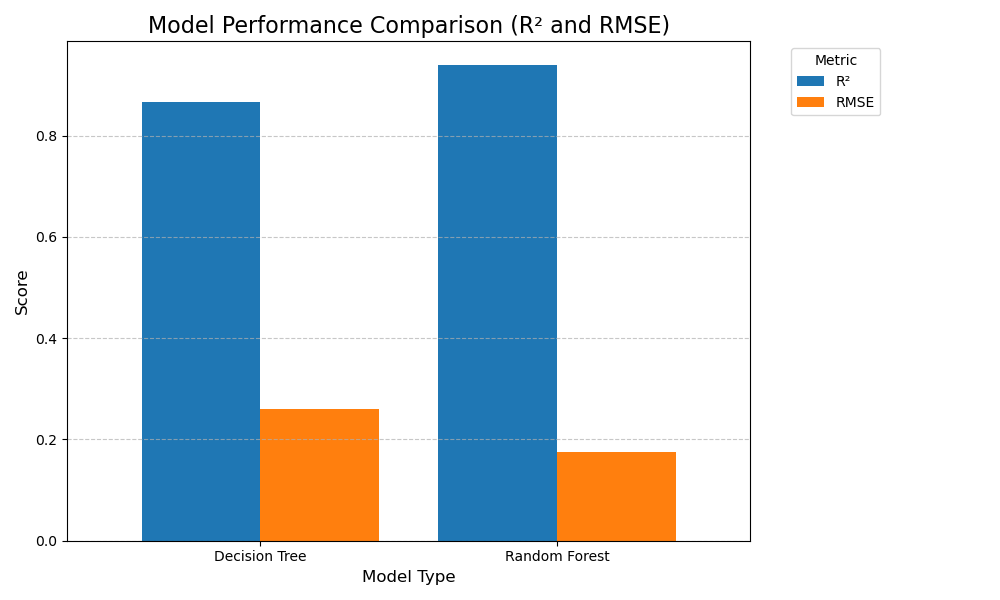 Model Performance Comparison (R² and RMSE)
Metric
R²
RMSE
0.8
0.6
0.4
0.2
0.0
Score
Decision Tree
Random Forest
Model Type